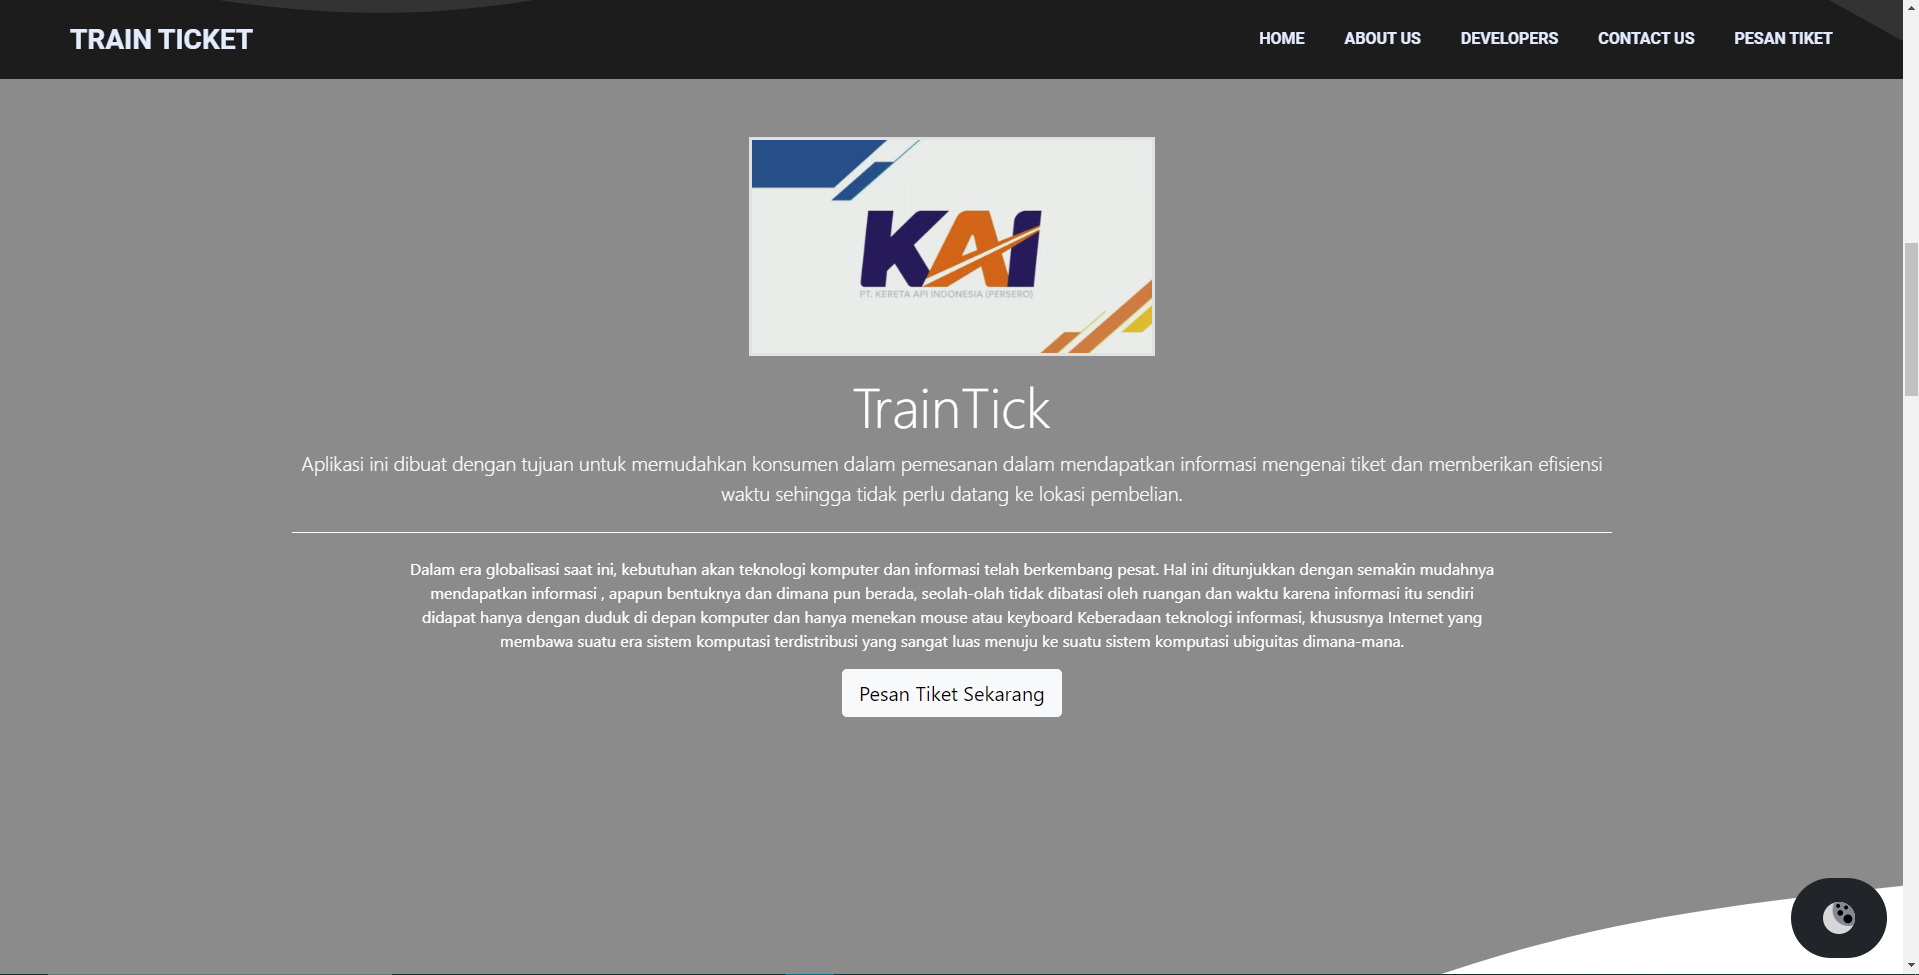 TRAIN TICKET
HOME
ABOUT US
DEVELOPERS
CONTACT US
PESAN TIKET
KAI
PT. KERETA API INDONESIA (PERSERO)
TrainTick
Aplikasi ini dibuat dengan tujuan untuk memudahkan konsumen dalam pemesanan dalam mendapatkan informasi mengenai tiket dan memberikan efisiensi
waktu sehingga tidak perlu datang ke lokasi pembelian.
Dalam era globalisasi saat ini, kebutuhan akan teknologi komputer dan informasi telah berkembang pesat. Hal ini ditunjukkan dengan semakin mudahnya
mendapatkan informasi , apapun bentuknya dan dimana pun berada, seolah-olah tidak dibatasi oleh ruangan dan waktu karena informasi itu sendiri
didapat hanya dengan duduk di depan komputer dan hanya menekan mouse atau keyboard Keberadaan teknologi informasi, khususnya Internet yang
membawa suatu era sistem komputasi terdistribusi yang sangat luas menuju ke suatu sistem komputasi ubiguitas dimana-mana.
Pesan Tiket Sekarang